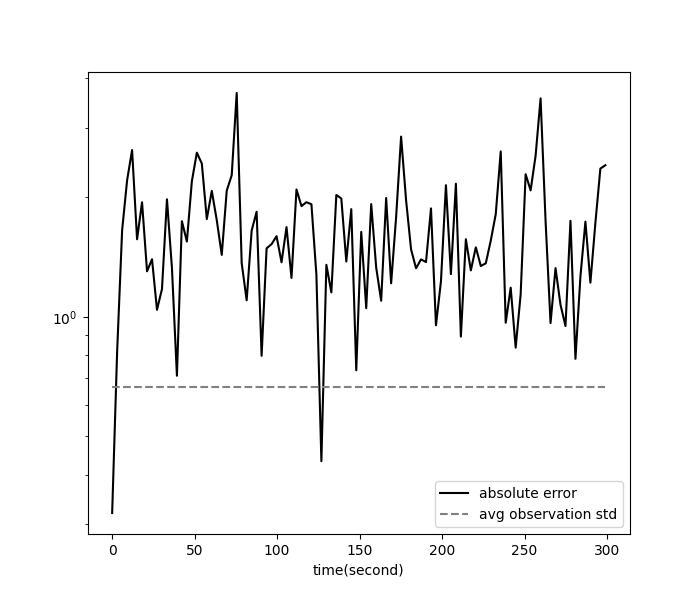 10⁰
0 50 100 150 200 250 300
time(second)
absolute error
avg observation std